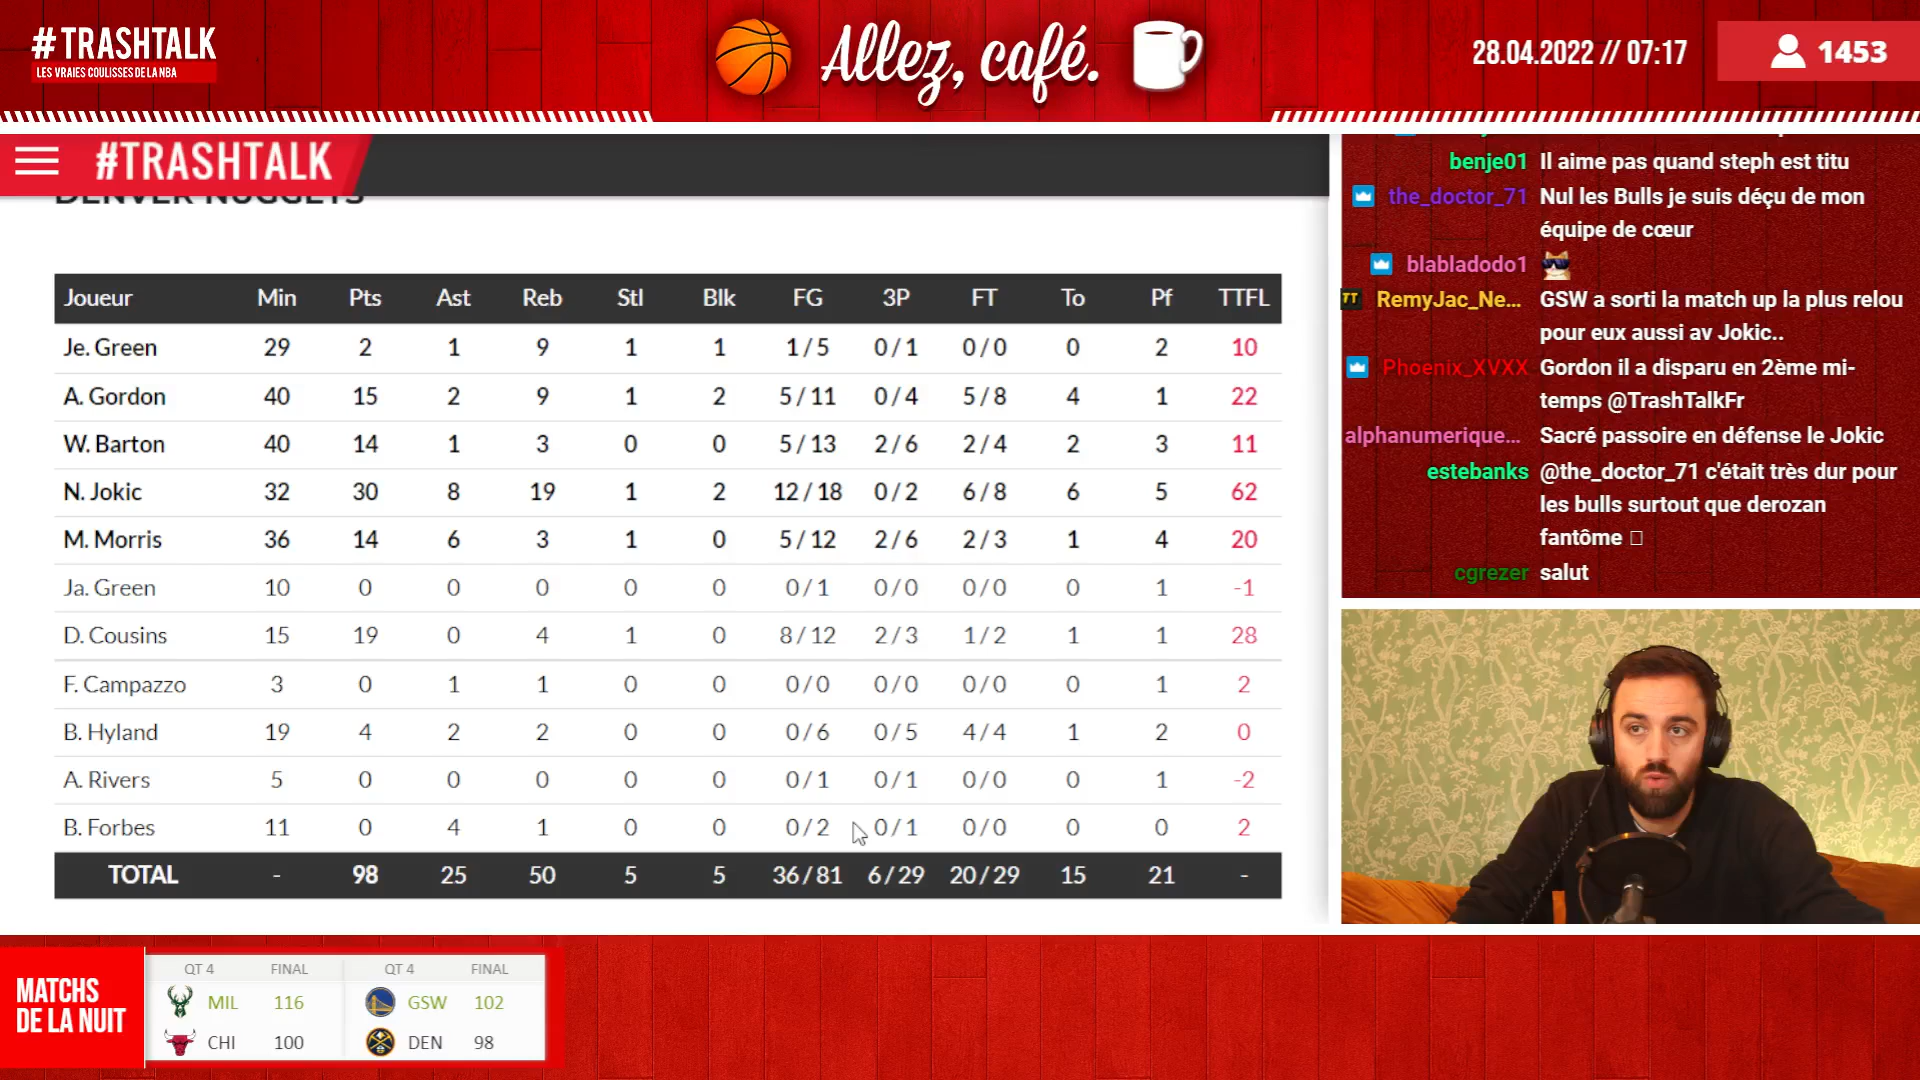 #TRASHTALK
LES VRAIES COULISSES DE LA NBA
Allez, café.
28.04.2022 // 07:17
1453
#TRASHTALK
DENVER NUGGETS
Joueur Min Pts Ast Reb Stl Blk FG 3P FT To Pf TTFL
Je. Green 29 2 1 9 1 1 1 / 5 0 / 1 0 / 0 0 2 10
A. Gordon 40 15 2 9 1 2 5 / 11 0 / 4 5 / 8 4 1 22
W. Barton 40 14 1 3 0 0 5 / 13 2 / 6 2 / 4 2 3 11
N. Jokic 32 30 8 19 1 2 12 / 18 0 / 2 6 / 8 6 5 62
M. Morris 36 14 6 3 1 0 5 / 12 2 / 6 2 / 3 1 4 20
Ja. Green 10 0 0 0 0 0 0 / 1 0 / 0 0 / 0 0 1 -1
D. Cousins 15 19 0 4 1 0 8 / 12 2 / 3 1 / 2 1 1 28
F. Campazzo 3 0 1 1 0 0 0 / 0 0 / 0 0 / 0 0 1 2
B. Hyland 19 4 2 2 0 0 0 / 6 0 / 5 4 / 4 1 2 0
A. Rivers 5 0 0 0 0 0 0 / 1 0 / 1 0 / 0 0 1 -2
B. Forbes 11 0 4 1 0 0 0 / 2 0 / 1 0 / 0 0 0 2
TOTAL - 98 25 50 5 5 36 / 81 6 / 29 20 / 29 15 21 -
benje01 Il aime pas quand steph est titu
the_doctor_71 Nul les Bulls je suis déçu de mon
équipe de cœur
blabladodo1
TT RemyJac_Ne... GSW a sorti la match up la plus relou
pour eux aussi av Jokic..
Phoenix_XVXX Gordon il a disparu en 2ème mi-
temps @TrashTalkFr
alphanumerique... Sacré passoire en défense le Jokic
estebanks @the_doctor_71 c'était très dur pour
les bulls surtout que derozan
fantôme
cgrezer salut
MATCHS
DE LA NUIT
QT 4 FINAL
MIL 116
CHI 100
QT 4 FINAL
GSW 102
DEN 98